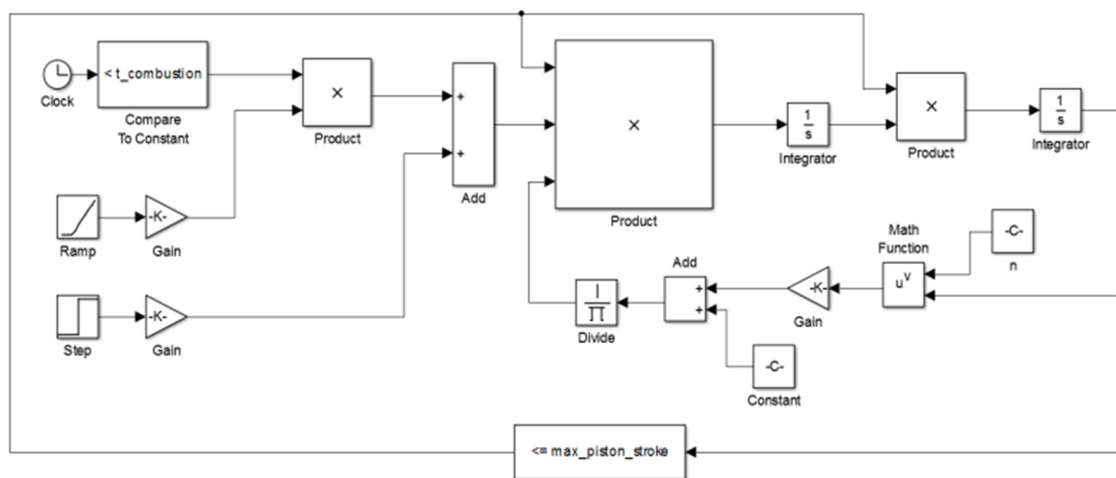 < t_combustion
Clock
Compare
To Constant
×
Product
-K-
Ramp
Gain
-K-
Step
Gain
+
+
Add
×
Product
1
s
Integrator
×
Product
1
s
Integrator
Math
Function
u^v
-C-
n
-K-
Gain
Add
+
+
-C-
Constant
1
∏
Divide
<= max_piston_stroke